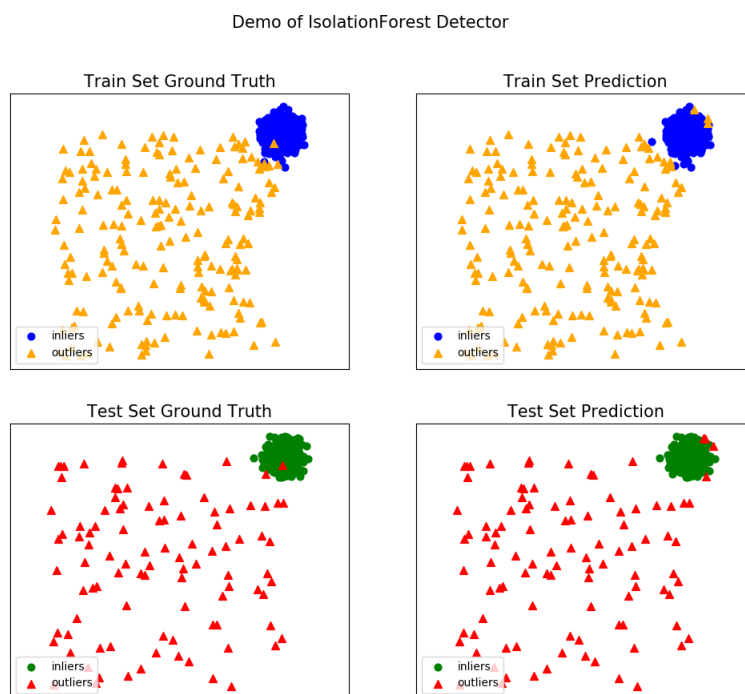 Demo of IsolationForest Detector
Train Set Ground Truth
Train Set Prediction
inliers
outliers
inliers
outliers
Test Set Ground Truth
Test Set Prediction
inliers
outliers
inliers
outliers